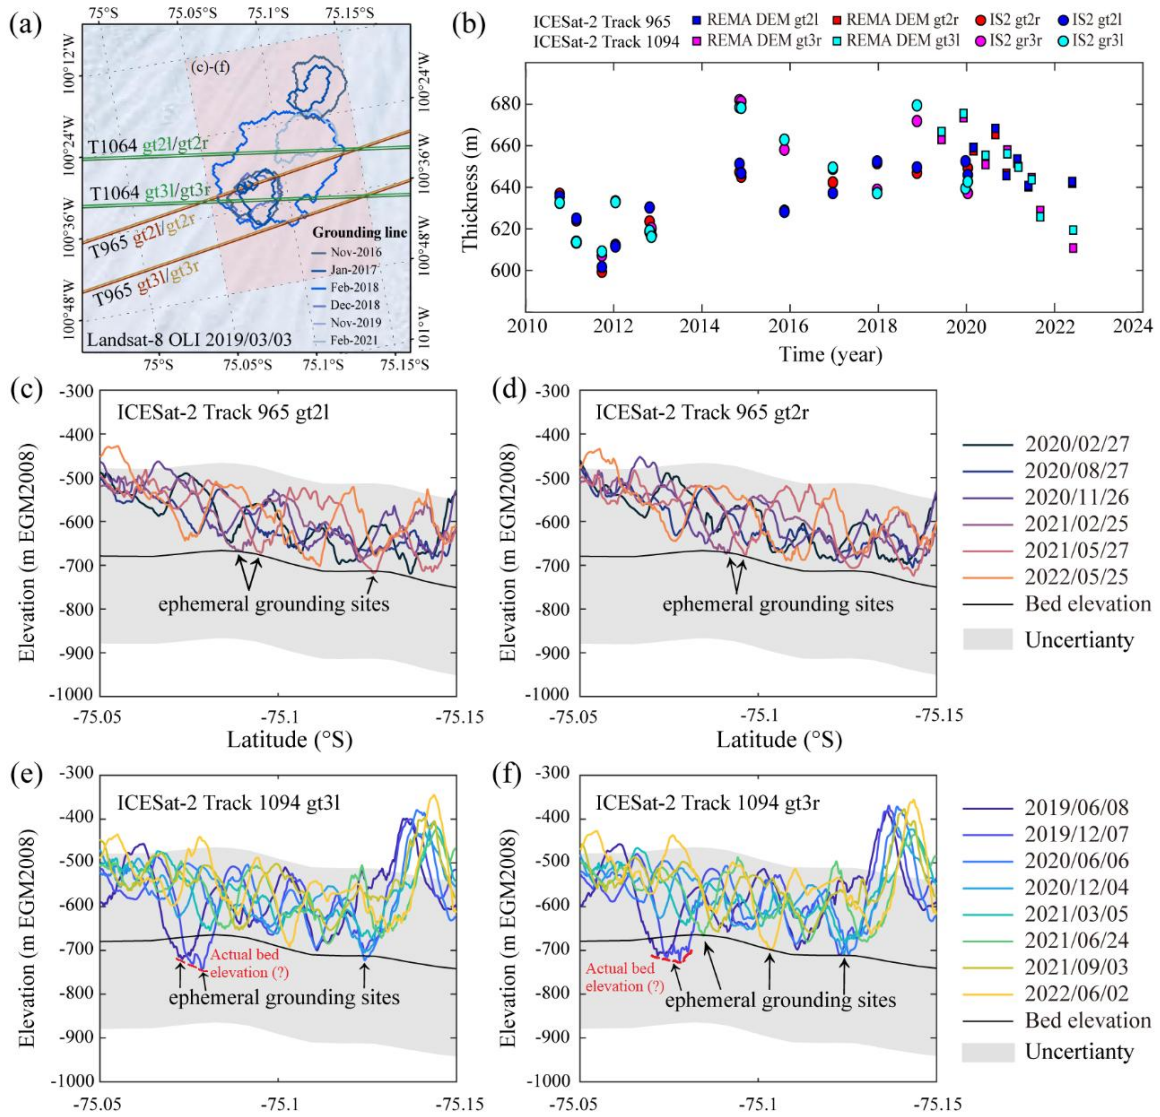 (a)
100°12'W
100°24'W
100°36'W
100°48'W
(c)-(f)
100°24'W
100°36'W
100°48'W
101°W
T1064 gt2l/gt2r
T1064 gt3l/gt3r
T965 gt2l/gt2r
T965 gt3l/gt3r
Grounding line
Nov-2016
Jan-2017
Feb-2018
Dec-2018
Nov-2019
Feb-2021
Landsat-8 OLI 2019/03/03
75°S
75.05°S
75.1°S
75.15°S
(b)
ICESat-2 Track 965 REMA DEM gt2l REMA DEM gt2r IS2 gt2r IS2 gt2l
ICESat-2 Track 1094 REMA DEM gt3r REMA DEM gt3l IS2 gr3r IS2 gr3l
Thickness (m)
680
660
640
620
600
2010 2012 2014 2016 2018 2020 2022 2024
Time (year)
(c)
ICESat-2 Track 965 gt2l
Elevation (m EGM2008)
-300
-400
-500
-600
-700
-800
-900
-1000
ephemeral grounding sites
-75.05 -75.1 -75.15
Latitude (°S)
(d)
ICESat-2 Track 965 gt2r
Elevation (m EGM2008)
-300
-400
-500
-600
-700
-800
-900
-1000
ephemeral grounding sites
-75.05 -75.1 -75.15
Latitude (°S)
2020/02/27
2020/08/27
2020/11/26
2021/02/25
2021/05/27
2022/05/25
Bed elevation
Uncertianty
(e)
ICESat-2 Track 1094 gt3l
Elevation (m EGM2008)
-300
-400
-500
-600
-700
-800
-900
-1000
Actual bed
elevation (?)
ephemeral grounding sites
-75.05 -75.1 -75.15
(f)
ICESat-2 Track 1094 gt3r
Elevation (m EGM2008)
-300
-400
-500
-600
-700
-800
-900
-1000
Actual bed
elevation (?)
ephemeral grounding sites
-75.05 -75.1 -75.15
2019/06/08
2019/12/07
2020/06/06
2020/12/04
2021/03/05
2021/06/24
2021/09/03
2022/06/02
Bed elevation
Uncertianty